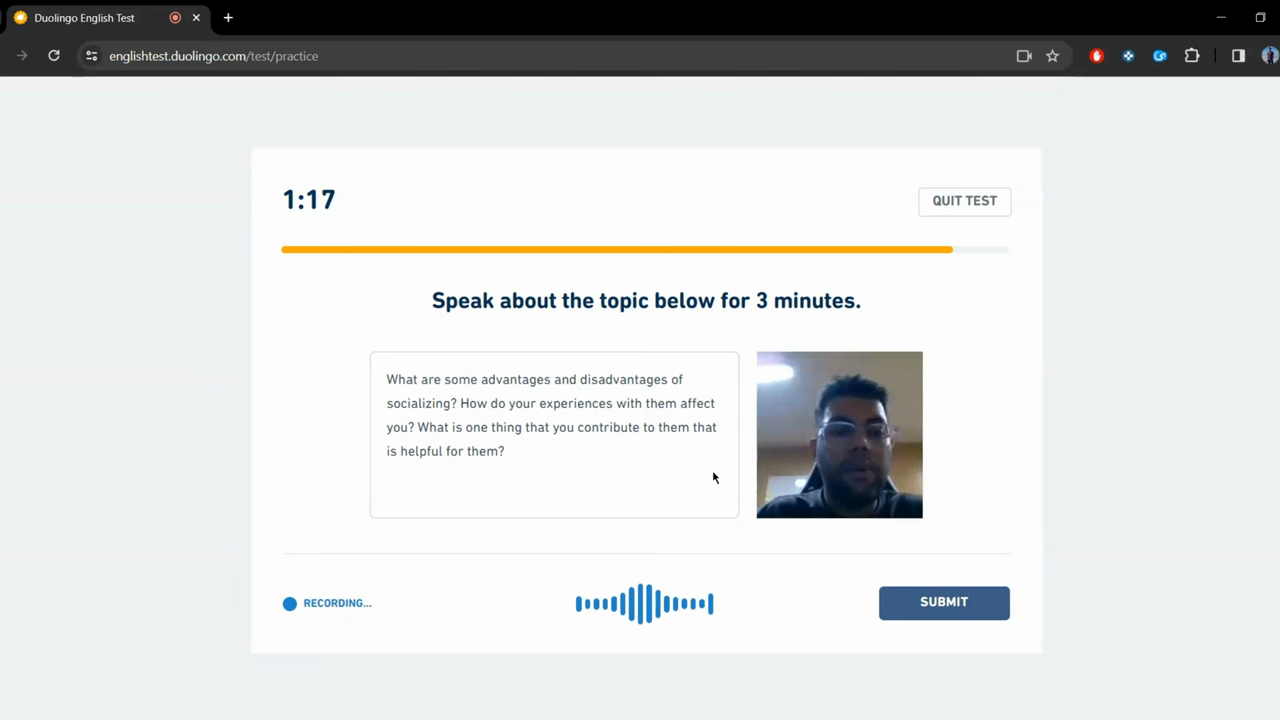 Duolingo English Test
englishtest.duolingo.com/test/practice
1:17
QUIT TEST
Speak about the topic below for 3 minutes.
What are some advantages and disadvantages of
socializing? How do your experiences with them affect
you? What is one thing that you contribute to them that
is helpful for them?
RECORDING...
SUBMIT